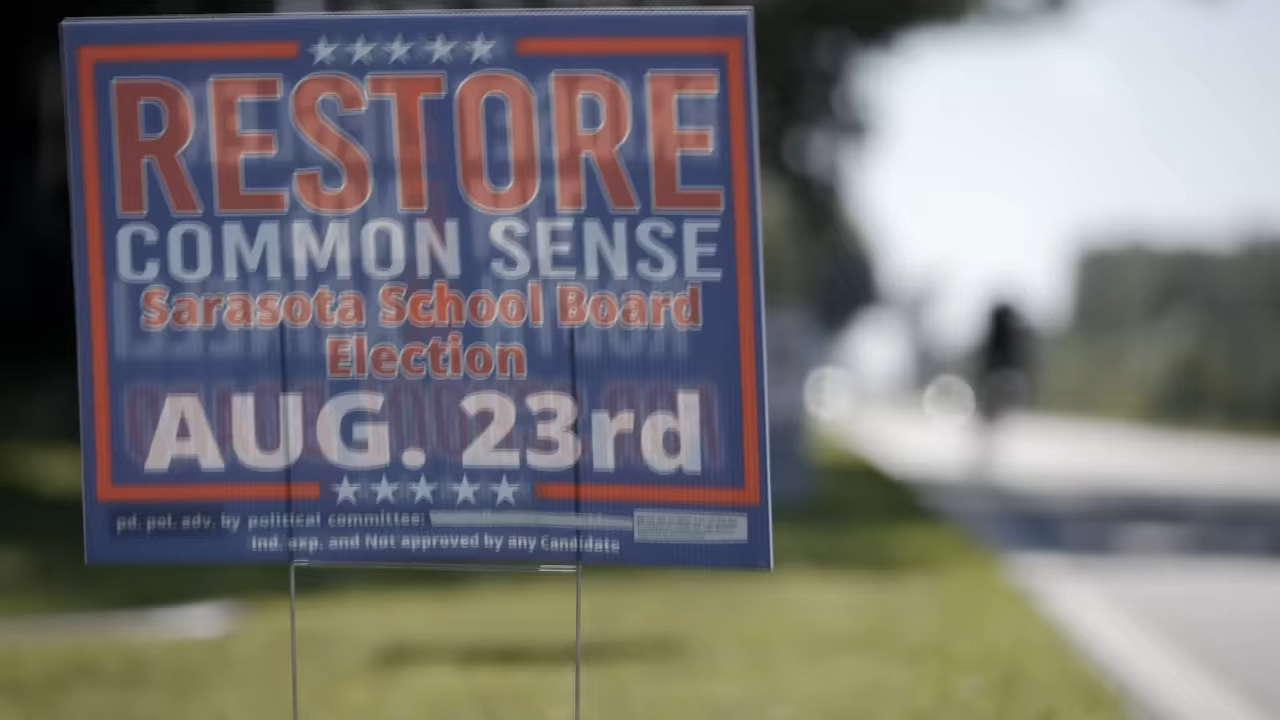 RESTORE
COMMON SENSE
Sarasota School Board
Election
AUG. 23rd
pd. pol. adv. by political committee:
Ind. exp. and Not approved by any Candidate